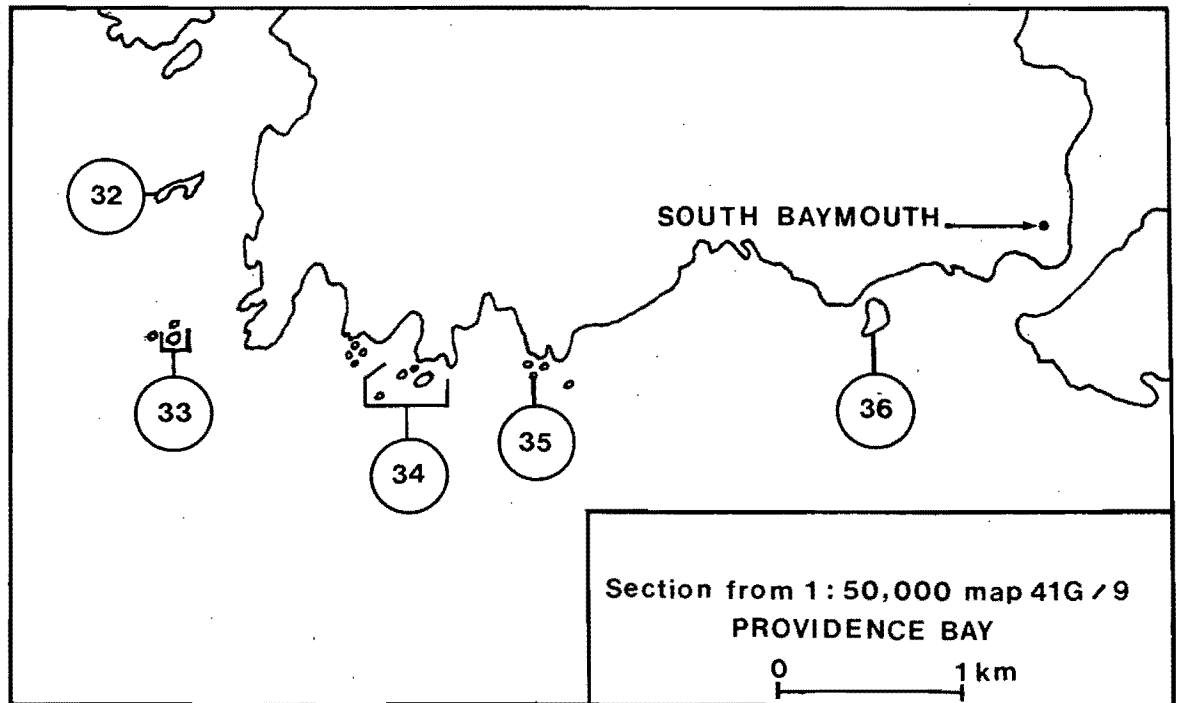 32
SOUTH BAYMOUTH
33
34
35
36
Section from 1:50,000 map 41G/9
PROVIDENCE BAY
0 1 km